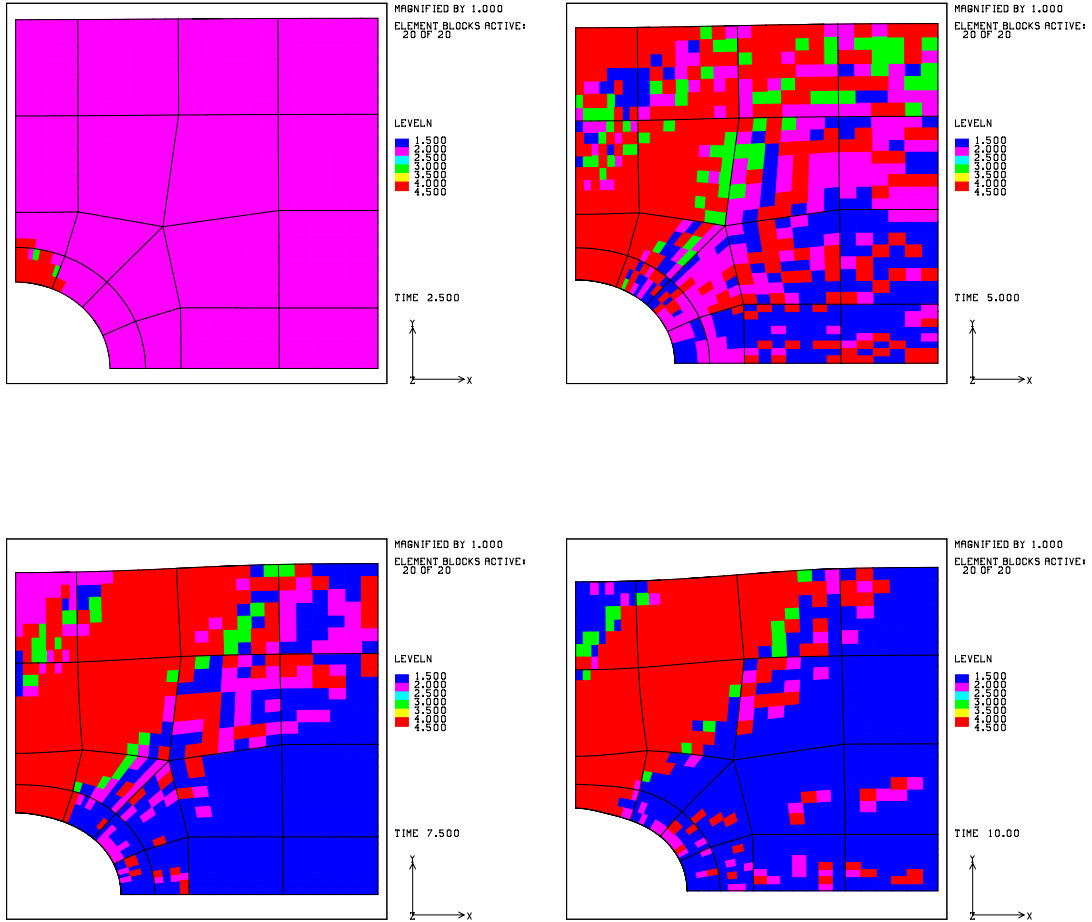 MAGNIFIED BY 1.000
ELEMENT BLOCKS ACTIVE:
20 OF 20
LEVELN
1.500
2.000
2.500
3.000
3.500
4.000
4.500
TIME 2.500
Y
Z
X
MAGNIFIED BY 1.000
ELEMENT BLOCKS ACTIVE:
20 OF 20
LEVELN
1.500
2.000
2.500
3.000
3.500
4.000
4.500
TIME 5.000
Y
Z
X
MAGNIFIED BY 1.000
ELEMENT BLOCKS ACTIVE:
20 OF 20
LEVELN
1.500
2.000
2.500
3.000
3.500
4.000
4.500
TIME 7.500
Y
Z
X
MAGNIFIED BY 1.000
ELEMENT BLOCKS ACTIVE:
20 OF 20
LEVELN
1.500
2.000
2.500
3.000
3.500
4.000
4.500
TIME 10.00
Y
Z
X